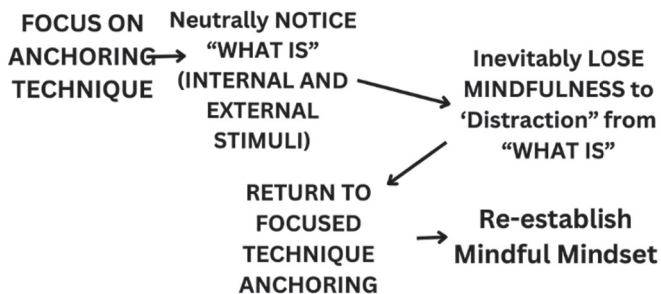 FOCUS ON
ANCHORING
TECHNIQUE
Neutrally NOTICE
“WHAT IS”
(INTERNAL AND
EXTERNAL
STIMULI)
Inevitably LOSE
MINDFULNESS to
‘Distraction” from
“WHAT IS”
RETURN TO
FOCUSED
TECHNIQUE
ANCHORING
Re-establish
Mindful Mindset